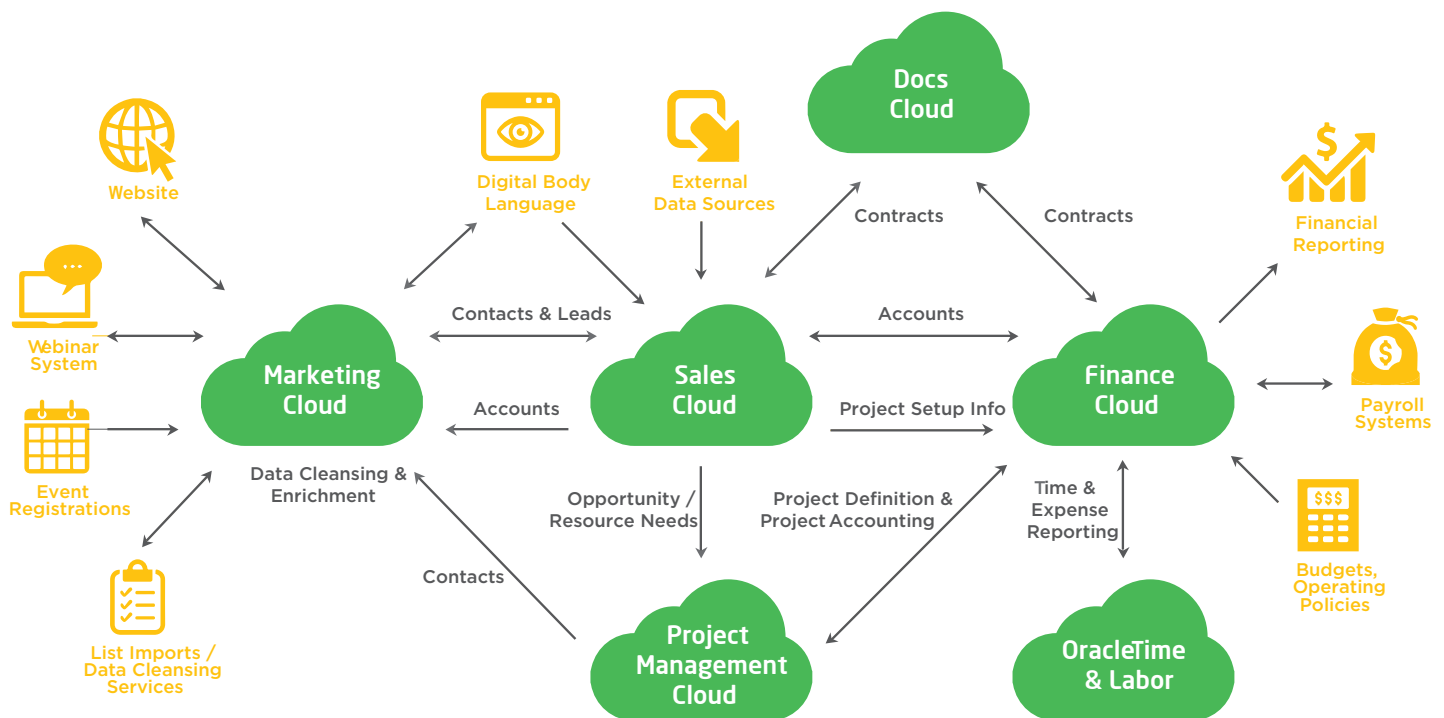 Docs
Cloud
Website
Digital Body
Language
External
Data Sources
Contracts
Contracts
Financial
Reporting
...
$
Webinar
System
Contacts & Leads
Accounts
Marketing
Cloud
Sales
Cloud
Finance
Cloud
$
Payroll
Systems
Accounts
Project Setup Info
Event
Registrations
Data Cleansing &
Enrichment
Opportunity /
Resource Needs
Project Definition &
Project Accounting
Time &
Expense
Reporting
$$$
Budgets,
Operating
Policies
Contacts
List Imports /
Data Cleansing
Services
Project
Management
Cloud
OracleTime
& Labor